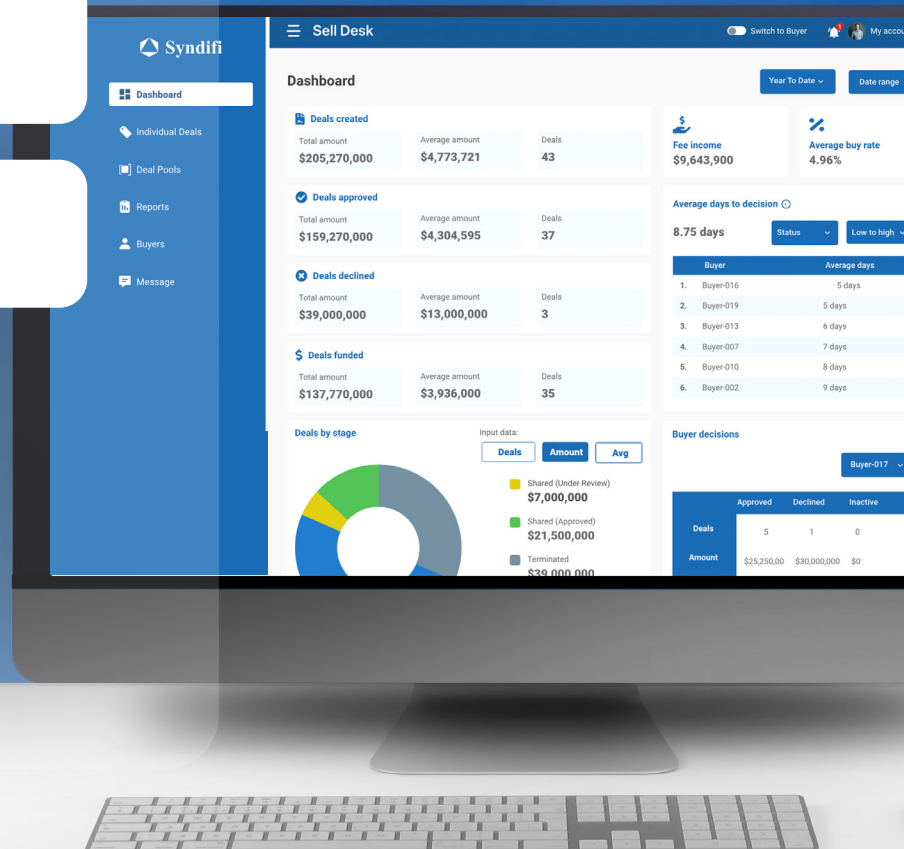 Syndifi
Sell Desk
Switch to Buyer
My accou
Dashboard
Individual Deals
Deal Pools
Reports
Buyers
Message
Dashboard
Year To Date
Date range
Deals created
Total amount Average amount Deals
$205,270,000 $4,773,721 43
Deals approved
Total amount Average amount Deals
$159,270,000 $4,304,595 37
Deals declined
Total amount Average amount Deals
$39,000,000 $13,000,000 3
Deals funded
Total amount Average amount Deals
$137,770,000 $3,936,000 35
Fee income
$9,643,900
Average buy rate
4.96%
Average days to decision
8.75 days
Status
Low to high
Buyer Average days
1. Buyer-016 5 days
2. Buyer-019 5 days
3. Buyer-013 6 days
4. Buyer-007 7 days
5. Buyer-010 8 days
6. Buyer-002 9 days
Deals by stage
Input data:
Deals Amount Avg
Shared (Under Review)
$7,000,000
Shared (Approved)
$21,500,000
Terminated
$39,000,000
Buyer decisions
Buyer-017
Approved Declined Inactive
Deals 5 1 0
Amount $25,250,00 $30,000,000 $0